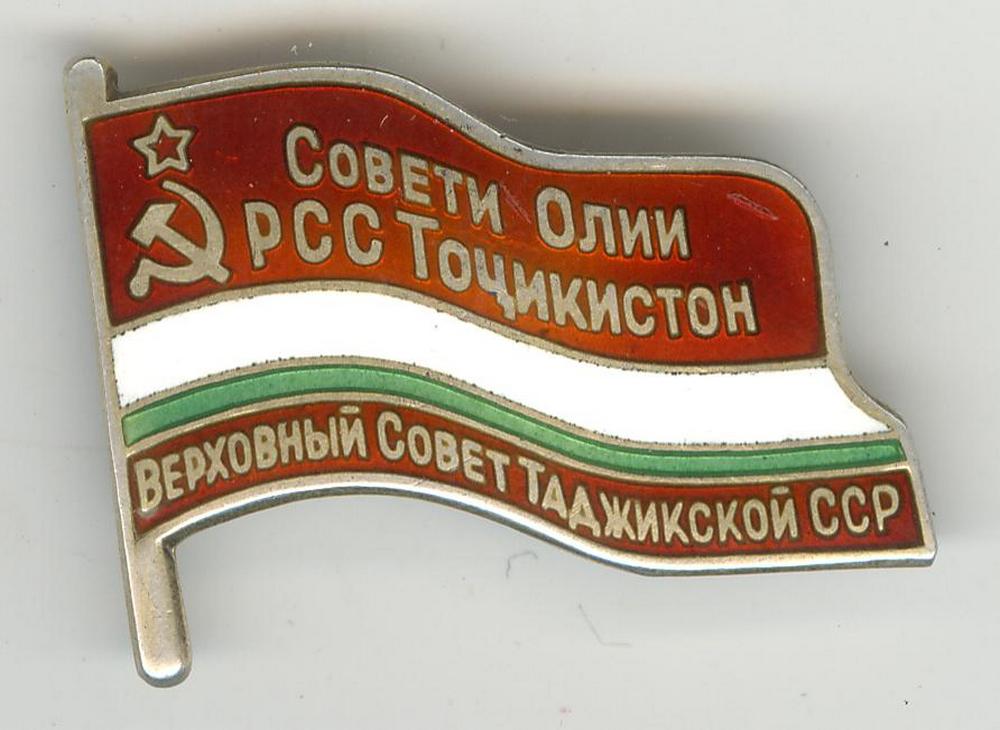 Совети Олии
РСС Тоҷикистон
Верховный Совет Таджикской ССР